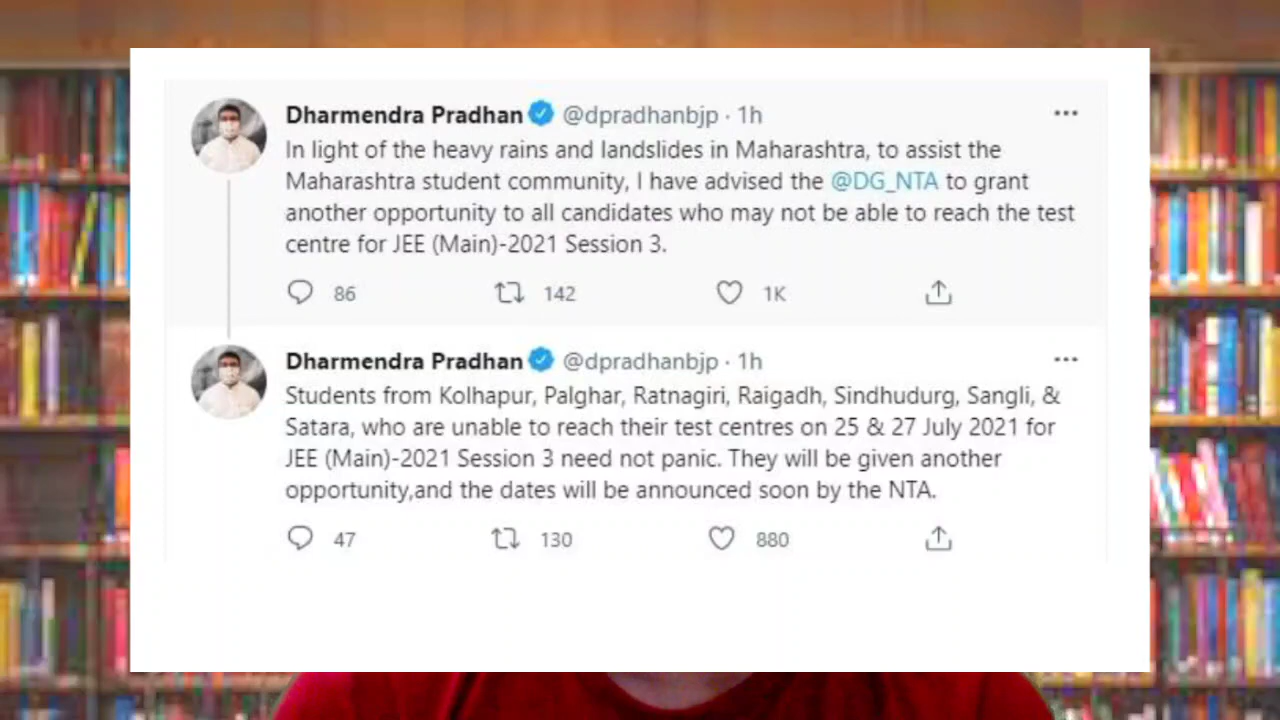 Dharmendra Pradhan @dpradhanbjp · 1h
In light of the heavy rains and landslides in Maharashtra, to assist the
Maharashtra student community, I have advised the @DG_NTA to grant
another opportunity to all candidates who may not be able to reach the test
centre for JEE (Main)-2021 Session 3.
86 142 1K
Dharmendra Pradhan @dpradhanbjp · 1h
Students from Kolhapur, Palghar, Ratnagiri, Raigadh, Sindhudurg, Sangli, &
Satara, who are unable to reach their test centres on 25 & 27 July 2021 for
JEE (Main)-2021 Session 3 need not panic. They will be given another
opportunity,and the dates will be announced soon by the NTA.
47 130 880